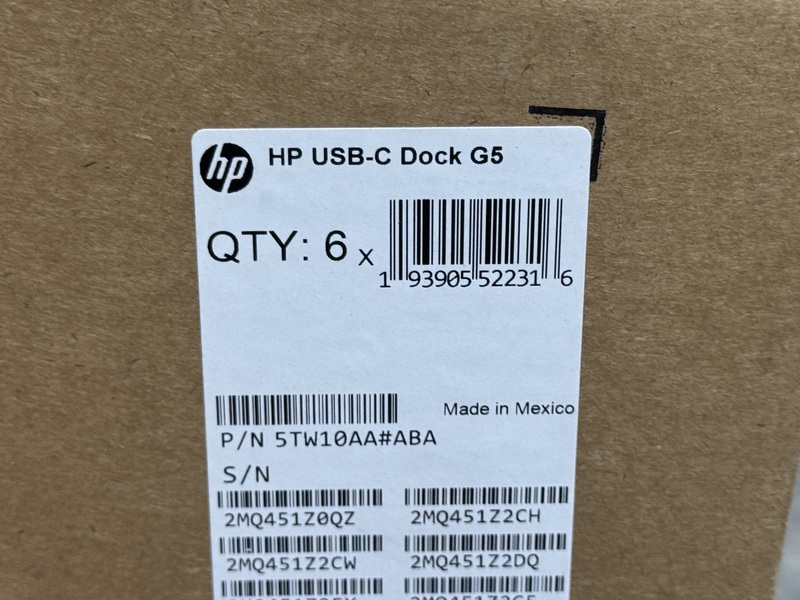 hp HP USB-C Dock G5
QTY: 6 x
1 93905 52231 6
Made in Mexico
P/N 5TW10AA#ABA
S/N
2MQ451Z0QZ 2MQ451Z2CH
2MQ451Z2CW 2MQ451Z2DQ